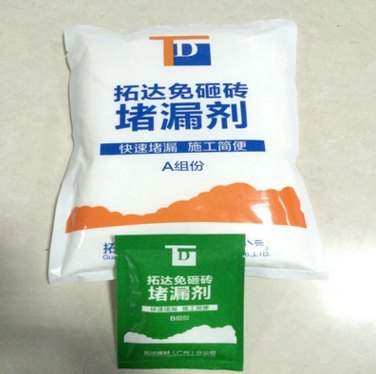 TD
拓达免砸砖
堵漏剂
快速堵漏 施工简便
A组份
TD
拓达免砸砖
堵漏剂
快速堵漏 施工简便
B组份